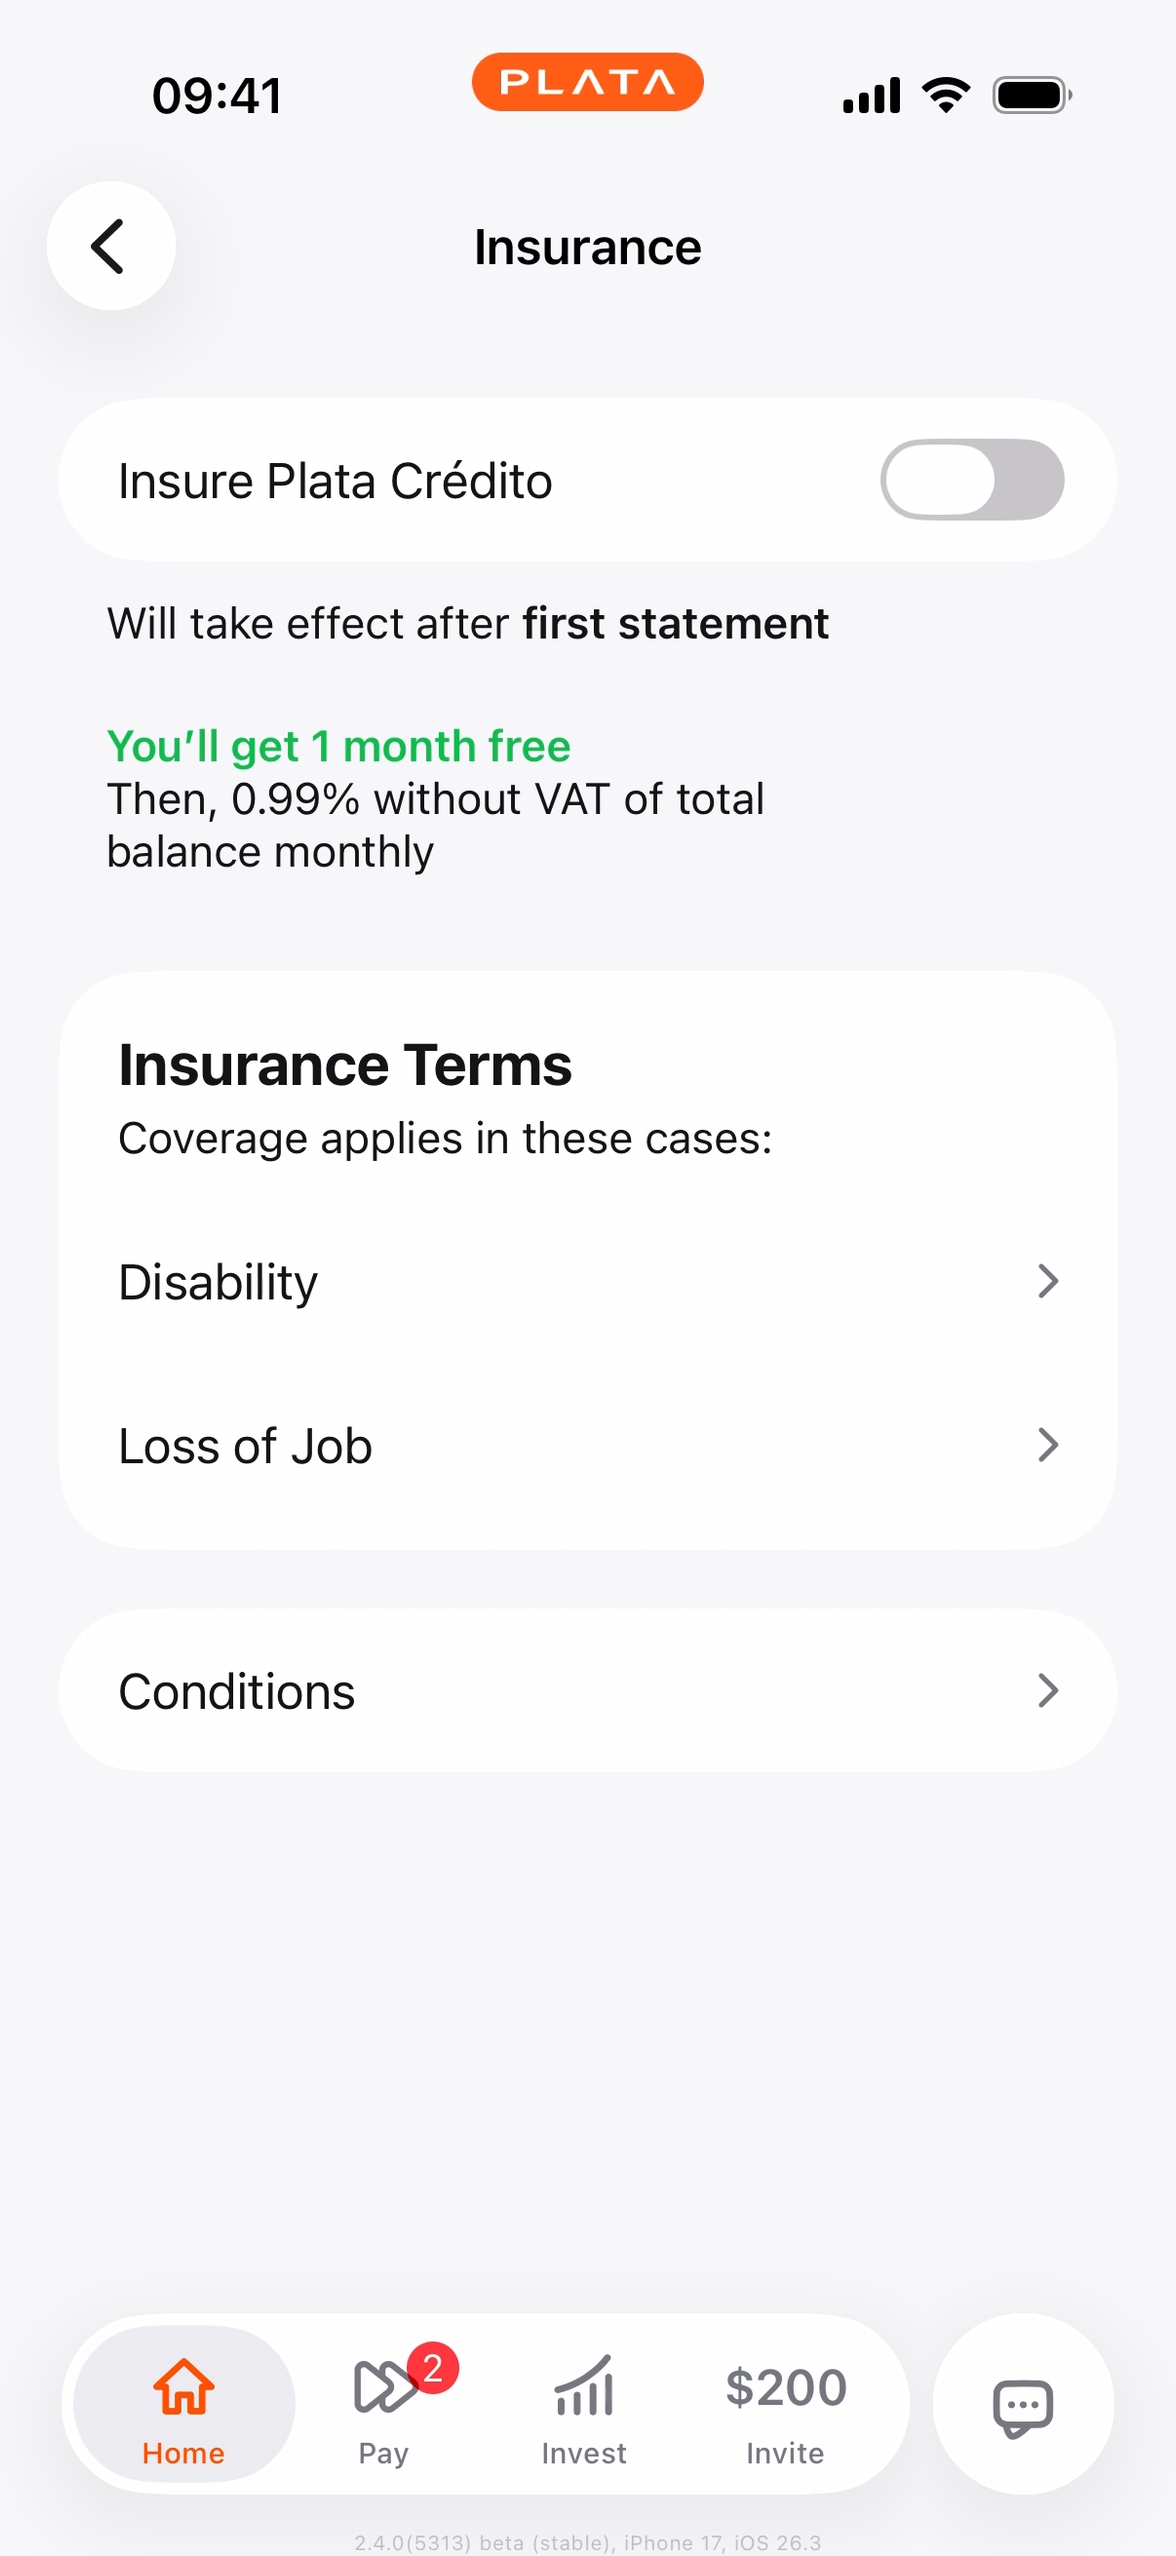 09:41
PLATA
Insurance
Insure Plata Crédito
Will take effect after first statement
You’ll get 1 month free
Then, 0.99% without VAT of total
balance monthly
Insurance Terms
Coverage applies in these cases:
Disability
Loss of Job
Conditions
Home
2
Pay
Invest
$200
Invite
2.4.0(5313) beta (stable), iPhone 17, iOS 26.3